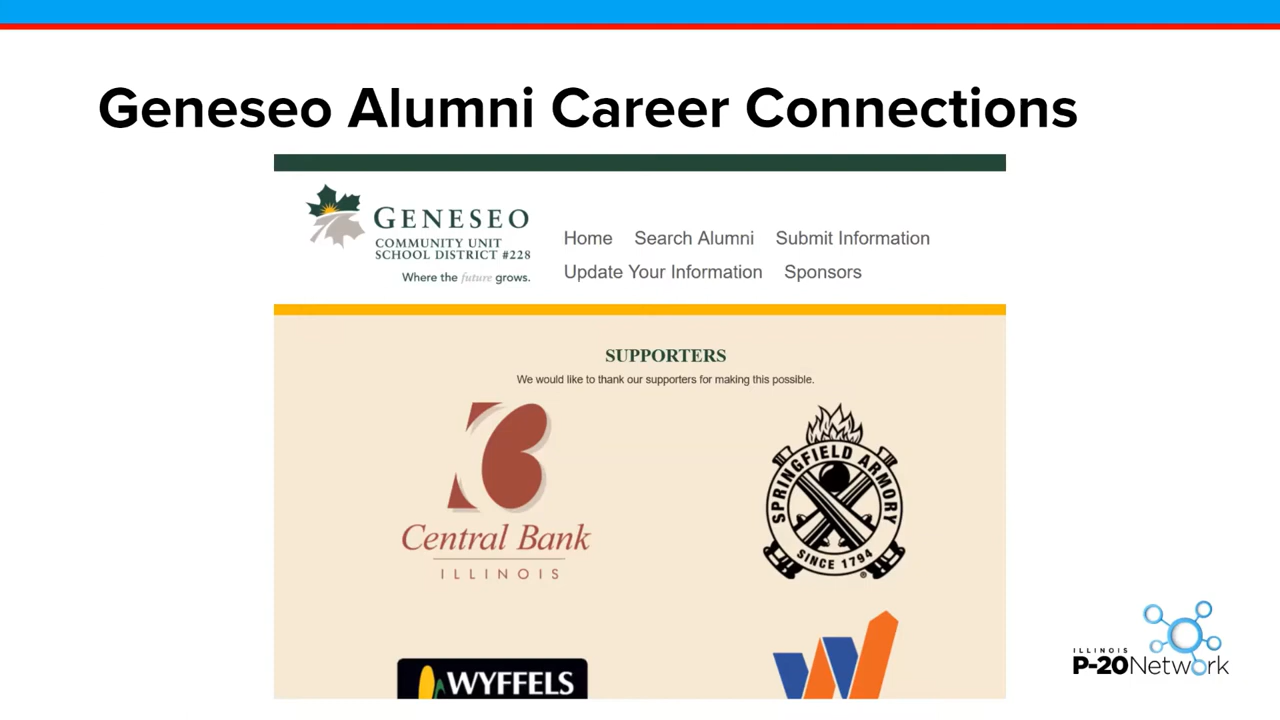 Geneseo Alumni Career Connections
GENESEO
COMMUNITY UNIT
SCHOOL DISTRICT #228
Where the future grows.
Home Search Alumni Submit Information
Update Your Information Sponsors
SUPPORTERS
We would like to thank our supporters for making this possible.
Central Bank
ILLINOIS
SPRINGFIELD ARMORY
SINCE 1794
®
WYFFELS
ILLINOIS
P-20Network